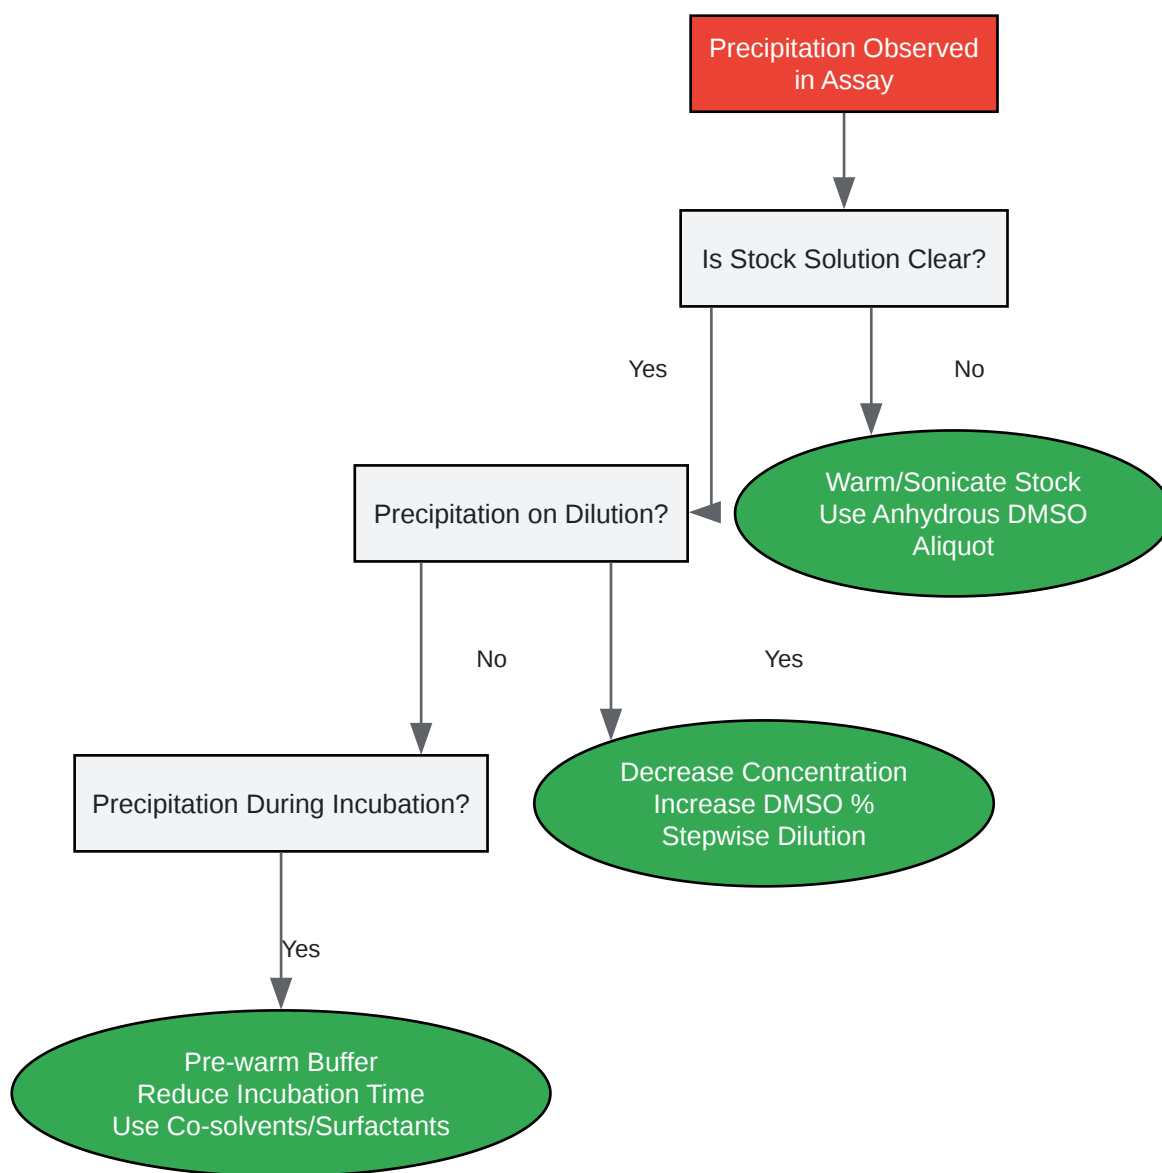 Precipitation Observed
in Assay
Is Stock Solution Clear?
Yes
No
Warm/Sonicate Stock
Use Anhydrous DMSO
Aliquot
Precipitation on Dilution?
No
Yes
Decrease Concentration
Increase DMSO %
Stepwise Dilution
Precipitation During Incubation?
Yes
Pre-warm Buffer
Reduce Incubation Time
Use Co-solvents/Surfactants